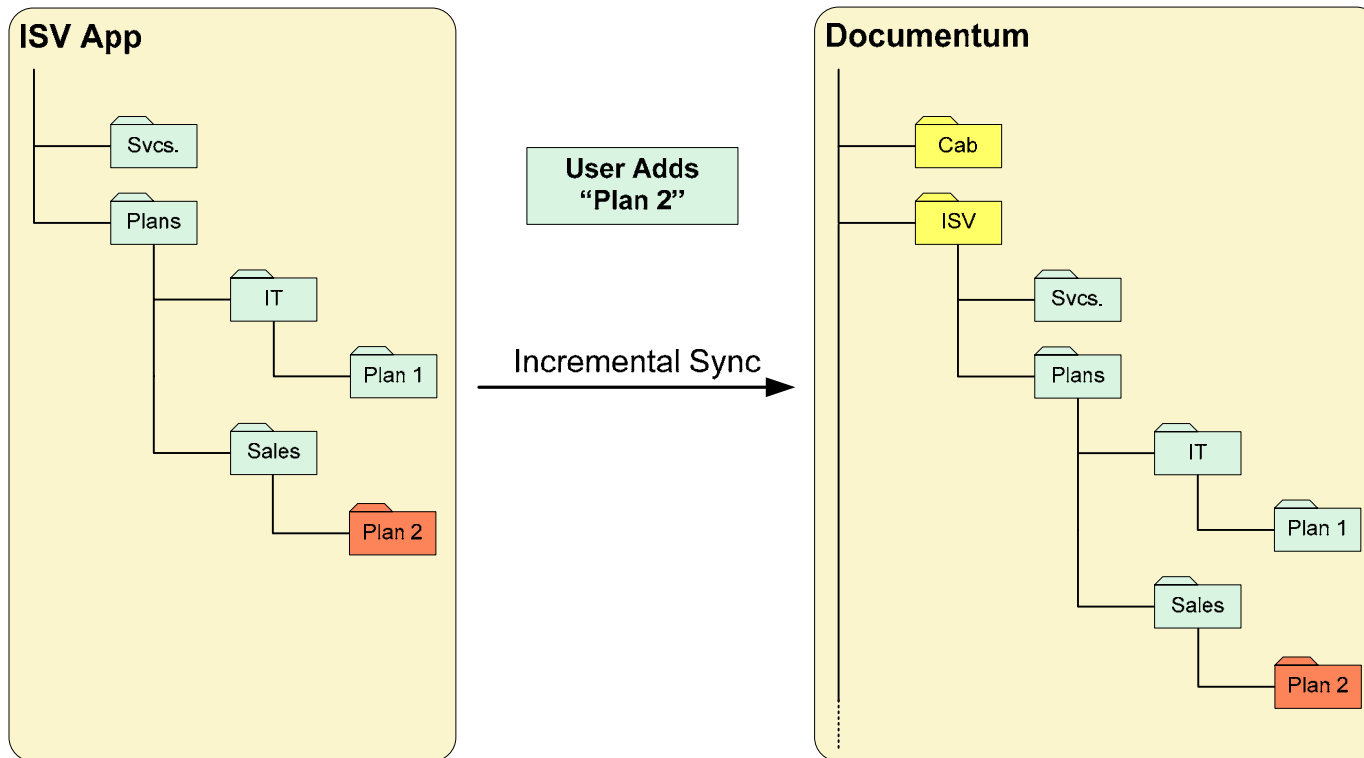 ISV App
Svcs.
Plans
IT
Plan 1
Sales
Plan 2
User Adds
“Plan 2”
Incremental Sync
Documentum
Cab
ISV
Svcs.
Plans
IT
Plan 1
Sales
Plan 2